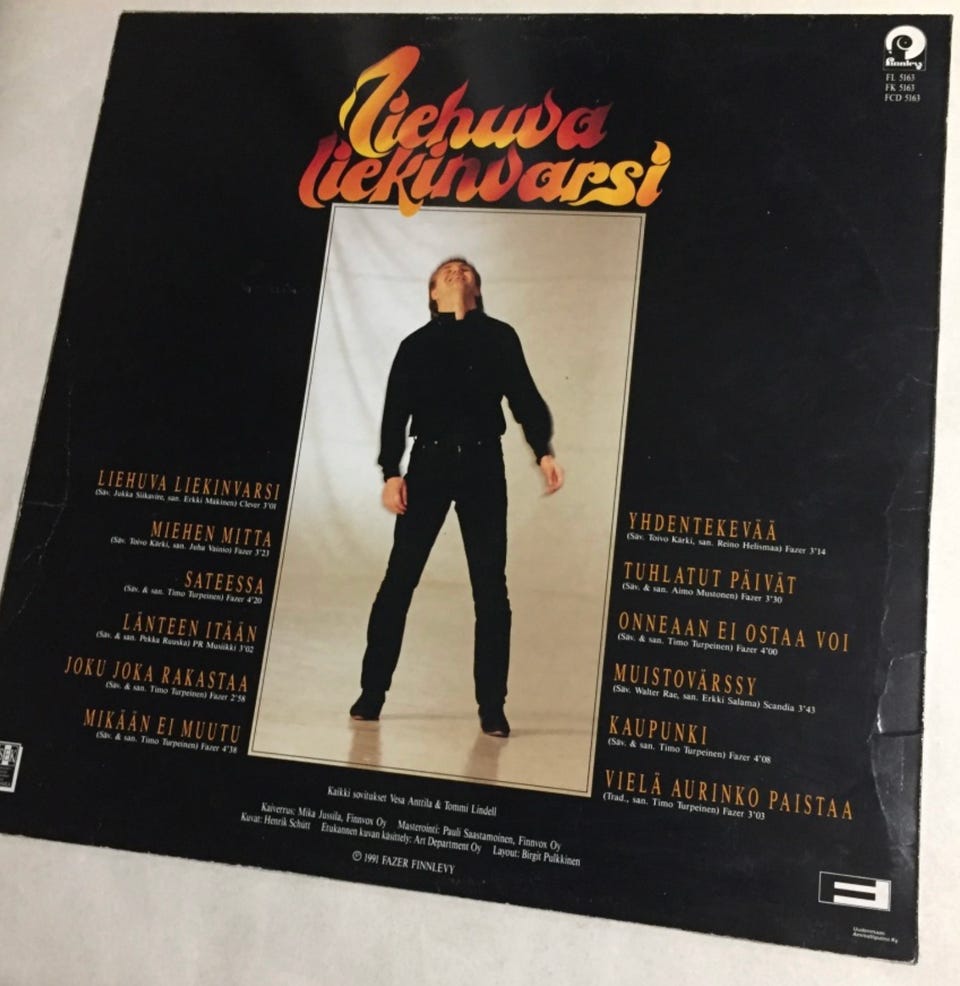 Finnlevy
FL 5163
FK 5163
FCD 5163
Liehuva
liekinvarsi
LIEHUVA LIEKINVARSI
(Säv. Jukka Siikavire, san. Erkki Mäkinen) Clever 3'01
MIEHEN MITTA
(Säv. Toivo Kärki, san. Juha Vainio) Fazer 3'23
SATEESSA
(Säv. & san. Timo Turpeinen) Fazer 4'20
LÄNTEEN ITÄÄN
(Säv. & san. Pekka Ruuska) PR Musiikki 3'02
JOKU JOKA RAKASTAA
(Säv. & san. Timo Turpeinen) Fazer 2'58
MIKÄÄN EI MUUTU
(Säv. & san. Timo Turpeinen) Fazer 4'38
YHDENTEKEVÄÄ
(Säv. Toivo Kärki, san. Reino Helismaa) Fazer 3'14
TUHLATUT PÄIVÄT
(Säv. & san. Aimo Mustonen) Fazer 3'30
ONNEAAN EI OSTAA VOI
(Säv. & san. Timo Turpeinen) Fazer 4'00
MUISTOVÄRSSY
(Säv. Walter Rae, san. Erkki Salama) Scandia 3'43
KAUPUNKI
(Säv. & san. Timo Turpeinen) Fazer 4'08
VIELÄ AURINKO PAISTAA
(Trad., san. Timo Turpeinen) Fazer 3'03
Kaikki sovitukset Vesa Anttila & Tommi Lindell
Kaiverrus: Mika Jussila, Finnvox Oy Masterointi: Pauli Saastamoinen, Finnvox Oy
Kuvat: Henrik Schütt Etukannen kuvan käsittely: Art Department Oy Layout: Birgit Pulkkinen
℗ 1991 FAZER FINNLEVY
Uudenmaan
Ammattipaino Ky